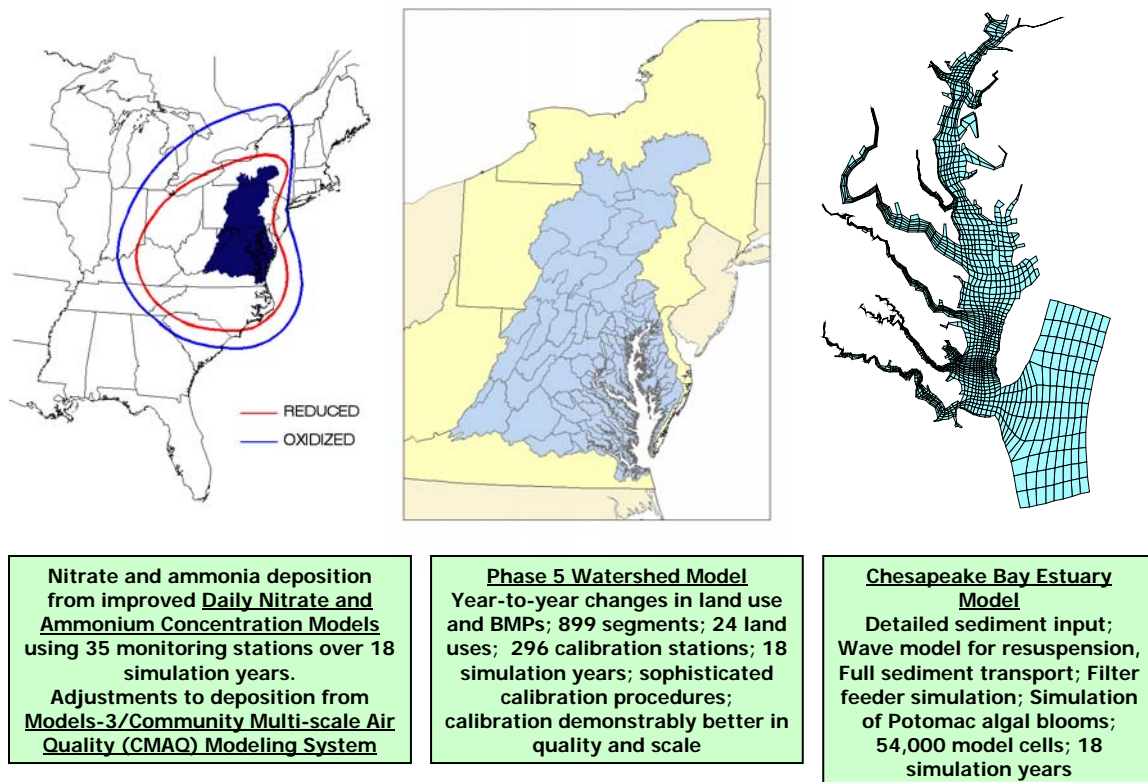 REDUCED
OXIDIZED
Nitrate and ammonia deposition
from improved Daily Nitrate and
Ammonium Concentration Models
using 35 monitoring stations over 18
simulation years.
Adjustments to deposition from
Models-3/Community Multi-scale Air
Quality (CMAQ) Modeling System
Phase 5 Watershed Model
Year-to-year changes in land use
and BMPs; 899 segments; 24 land
uses; 296 calibration stations; 18
simulation years; sophisticated
calibration procedures;
calibration demonstrably better in
quality and scale
Chesapeake Bay Estuary
Model
Detailed sediment input;
Wave model for resuspension,
Full sediment transport; Filter
feeder simulation; Simulation
of Potomac algal blooms;
54,000 model cells; 18
simulation years